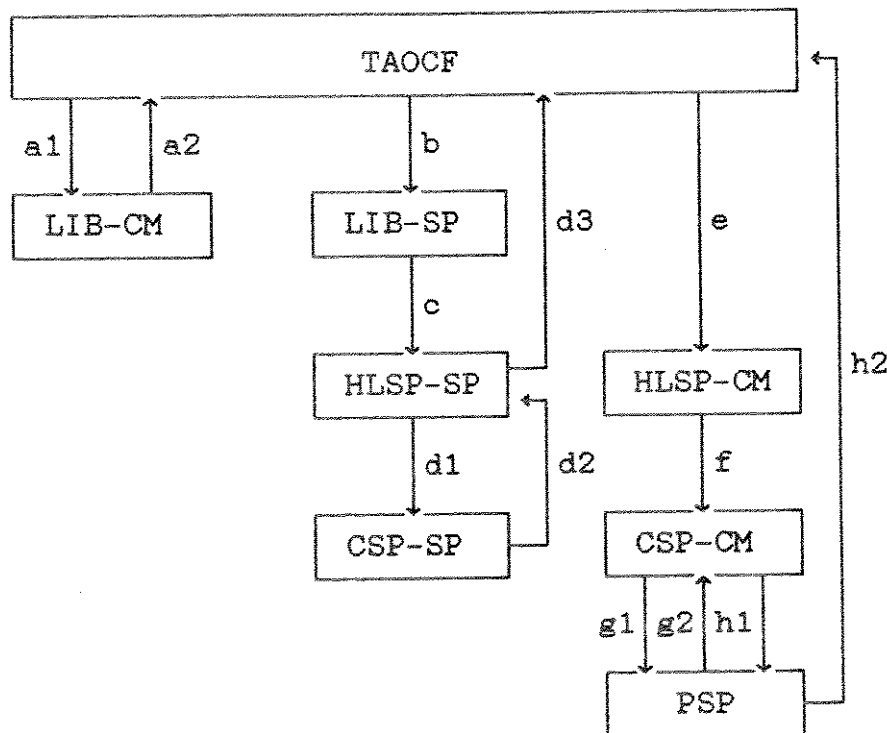 TAOCF
a1
a2
b
d3
e
h2
LIB-CM
LIB-SP
c
HLSP-SP
HLSP-CM
d1
d2
f
CSP-SP
CSP-CM
g1
g2
h1
PSP